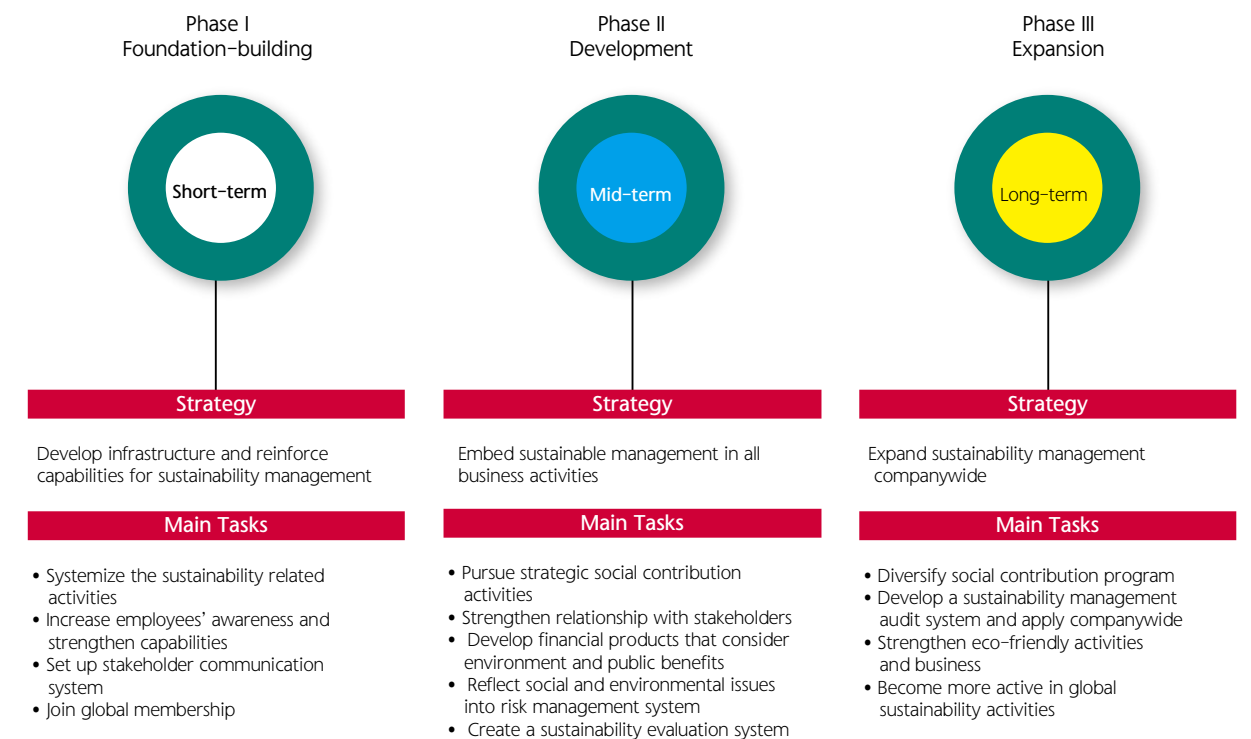 Phase I
Foundation-building
Short-term
Strategy
Develop infrastructure and reinforce
capabilities for sustainability management
Main Tasks
• Systemize the sustainability related
activities
• Increase employees’ awareness and
strengthen capabilities
• Set up stakeholder communication
system
• Join global membership
Phase II
Development
Mid-term
Strategy
Embed sustainable management in all
business activities
Main Tasks
• Pursue strategic social contribution
activities
• Strengthen relationship with stakeholders
• Develop financial products that consider
environment and public benefits
• Reflect social and environmental issues
into risk management system
• Create a sustainability evaluation system
Phase III
Expansion
Long-term
Strategy
Expand sustainability management
companywide
Main Tasks
• Diversify social contribution program
• Develop a sustainability management
audit system and apply companywide
• Strengthen eco-friendly activities
and business
• Become more active in global
sustainability activities